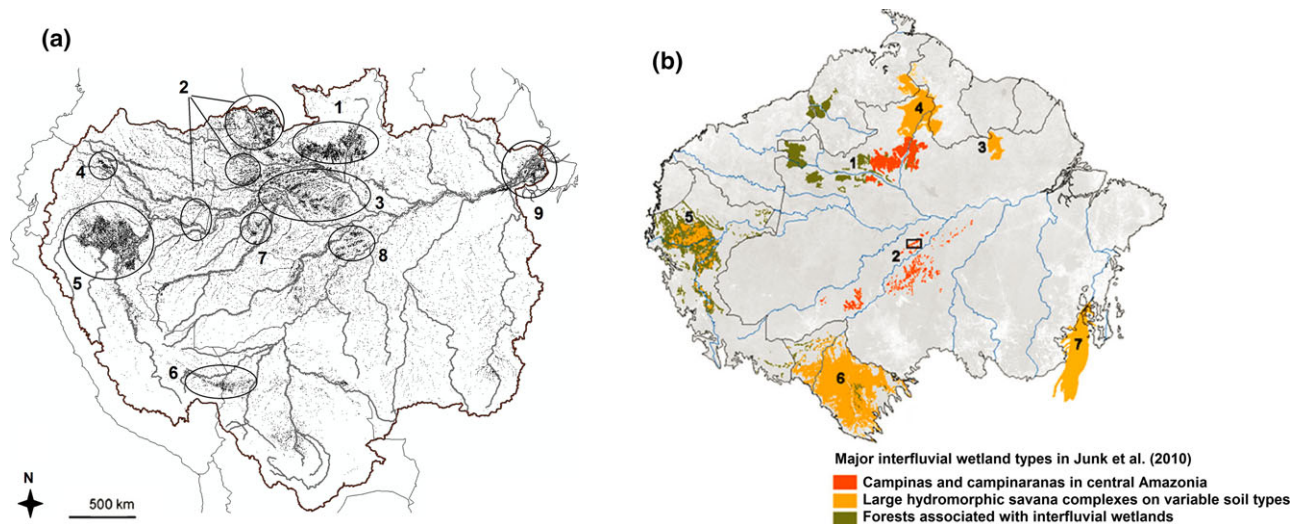 (a)
2
1
4
3
9
5
7
8
6
N
500 km
(b)
4
3
1
5
2
7
6
Major interfluvial wetland types in Junk et al. (2010)
Campinas and campinaranas in central Amazonia
Large hydromorphic savana complexes on variable soil types
Forests associated with interfluvial wetlands